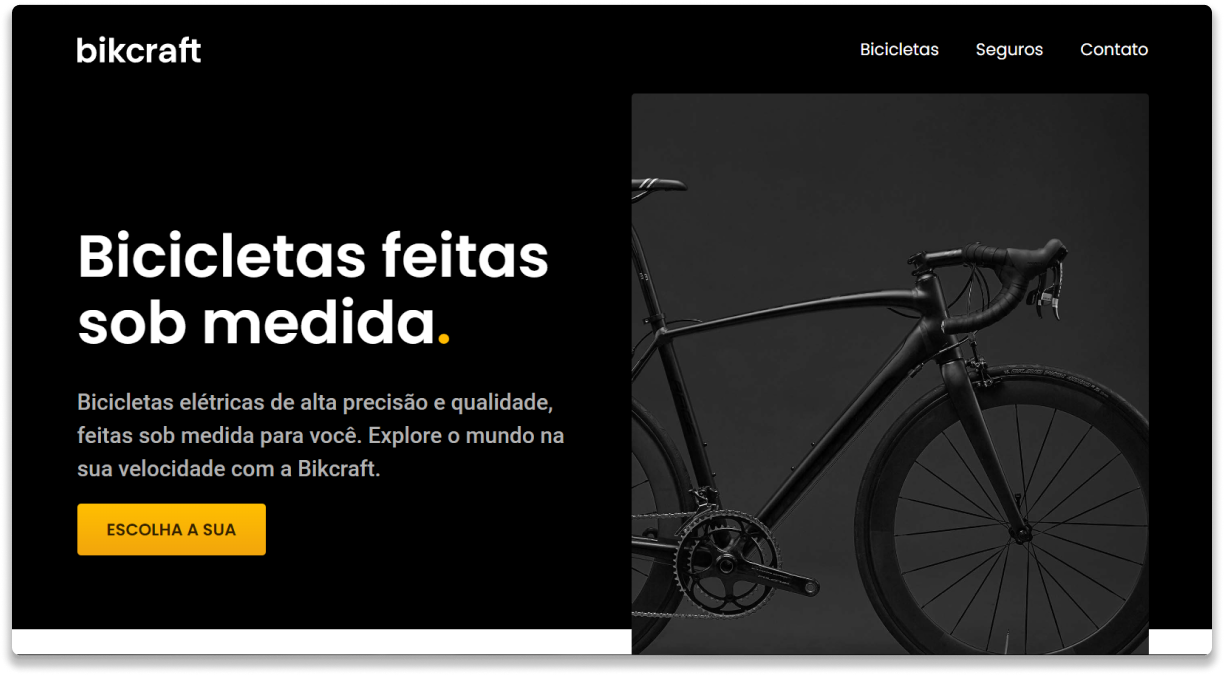 bikcraft
Bicicletas
Seguros
Contato
Bicicletas feitas
sob medida.
Bicicletas elétricas de alta precisão e qualidade,
feitas sob medida para você. Explore o mundo na
sua velocidade com a Bikcraft.
ESCOLHA A SUA